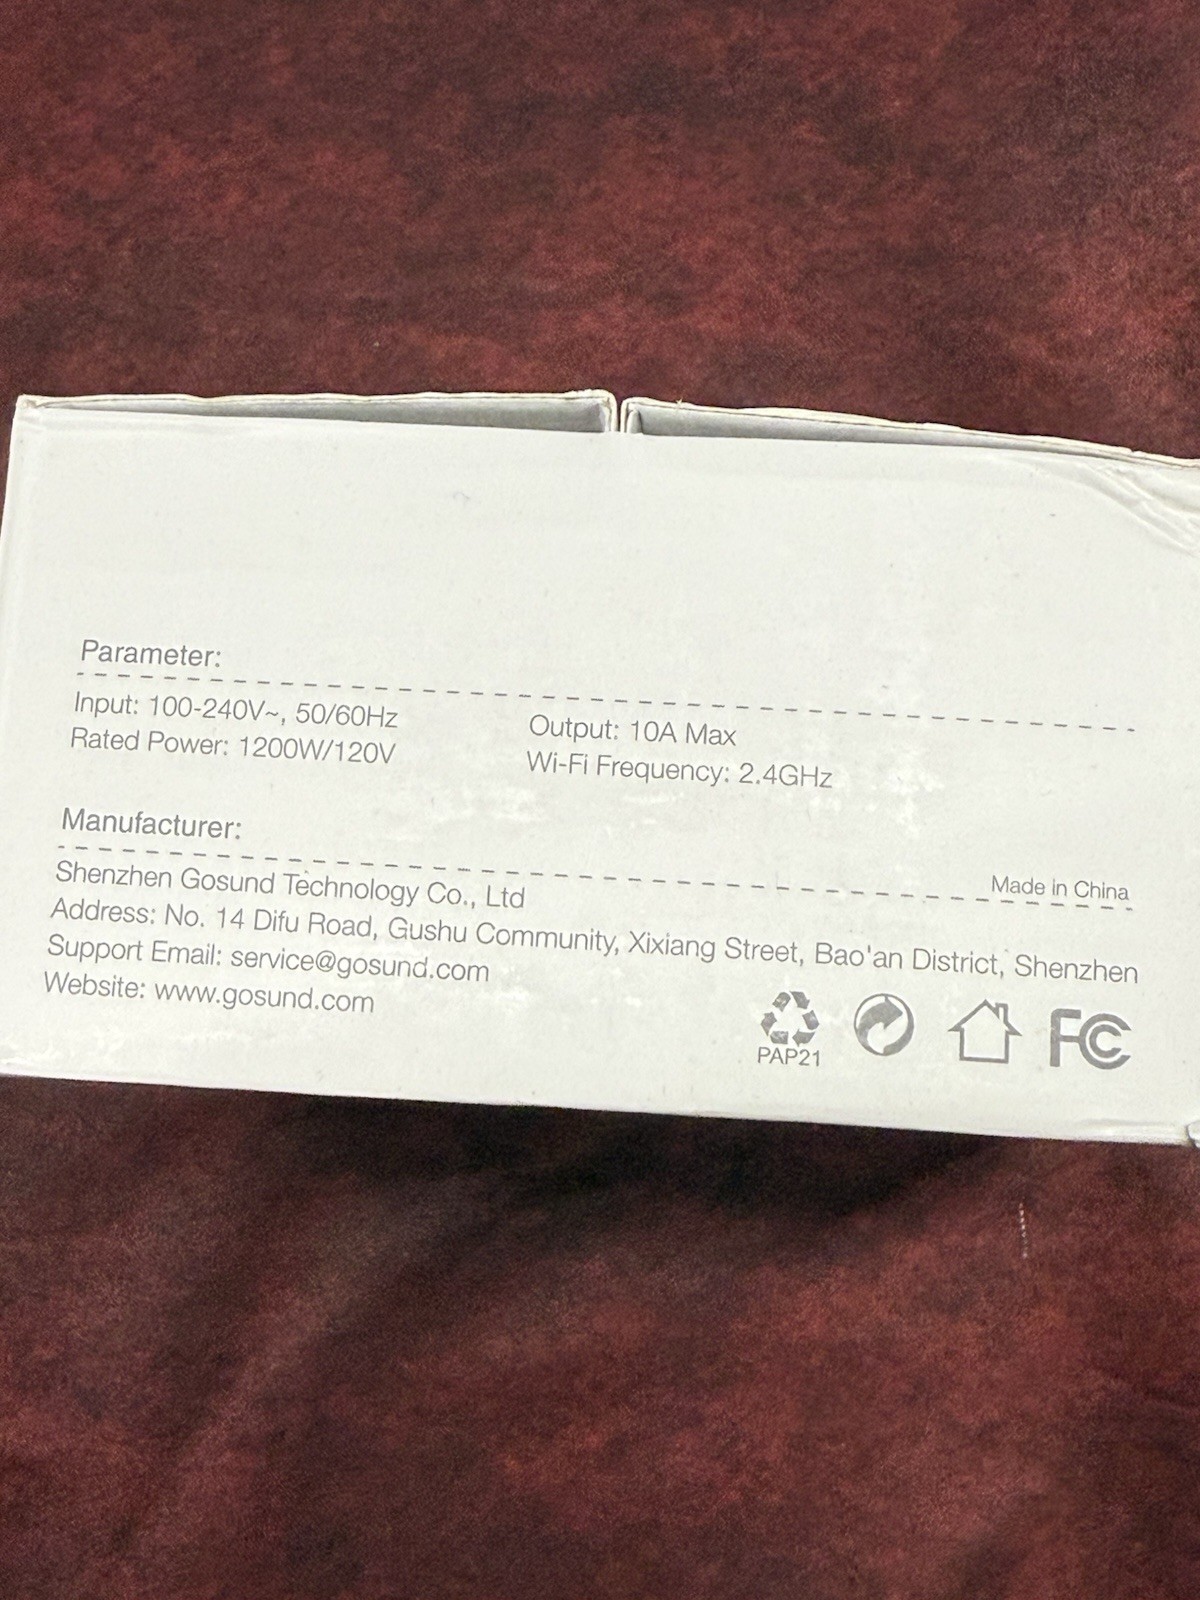 Parameter:
Input: 100-240V~, 50/60Hz
Output: 10A Max
Rated Power: 1200W/120V
Wi-Fi Frequency: 2.4GHz
Manufacturer:
Made in China
Shenzhen Gosund Technology Co., Ltd
Address: No. 14 Difu Road, Gushu Community, Xixiang Street, Bao'an District, Shenzhen
Support Email: service@gosund.com
Website: www.gosund.com
PAP21
FC